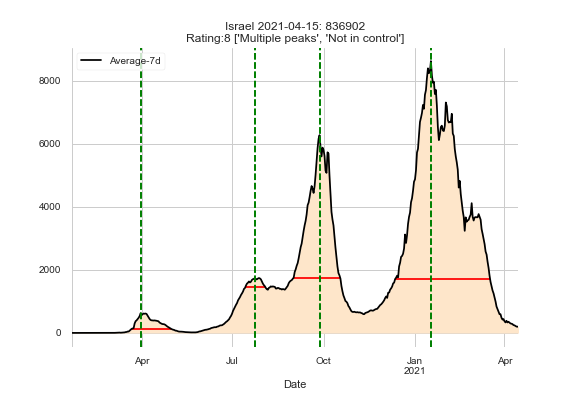 Israel 2021-04-15: 836902
Rating:8 ['Multiple peaks', 'Not in control']
Average-7d
8000
6000
4000
2000
0
Apr
Jul
Oct
Jan
2021
Apr
Date